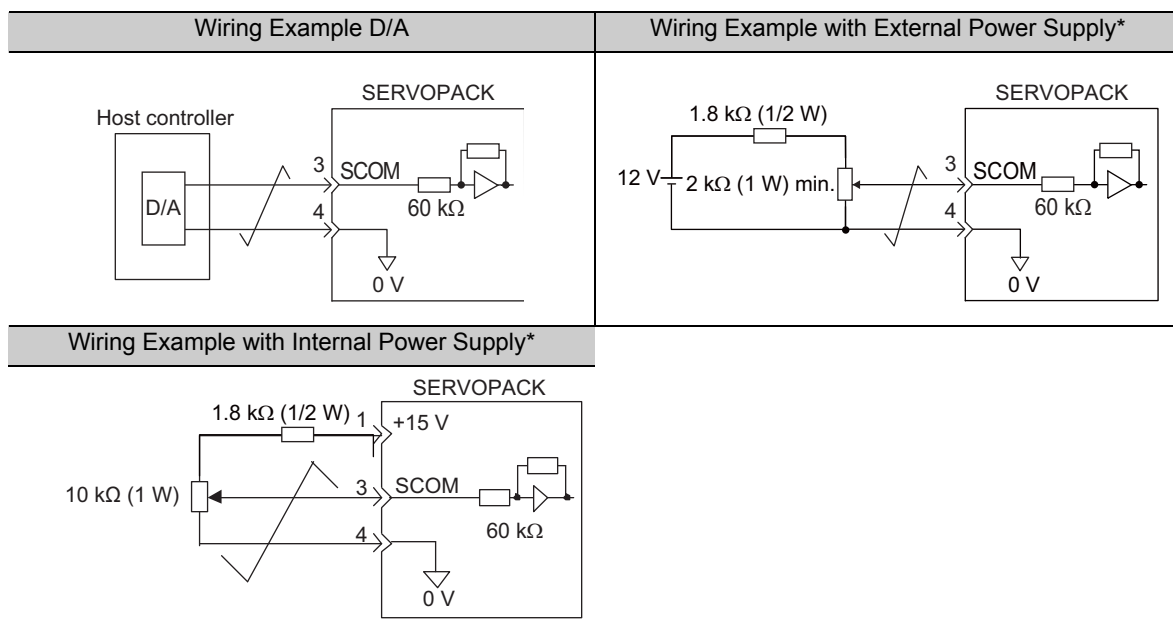 Wiring Example D/A
Wiring Example with External Power Supply*
SERVOPACK
Host controller
D/A
3
SCOM
60 kΩ
4
0 V
SERVOPACK
1.8 kΩ (1/2 W)
12 V
2 kΩ (1 W) min.
3
SCOM
60 kΩ
4
0 V
Wiring Example with Internal Power Supply*
SERVOPACK
1.8 kΩ (1/2 W)
1
+15 V
10 kΩ (1 W)
3
SCOM
60 kΩ
4
0 V